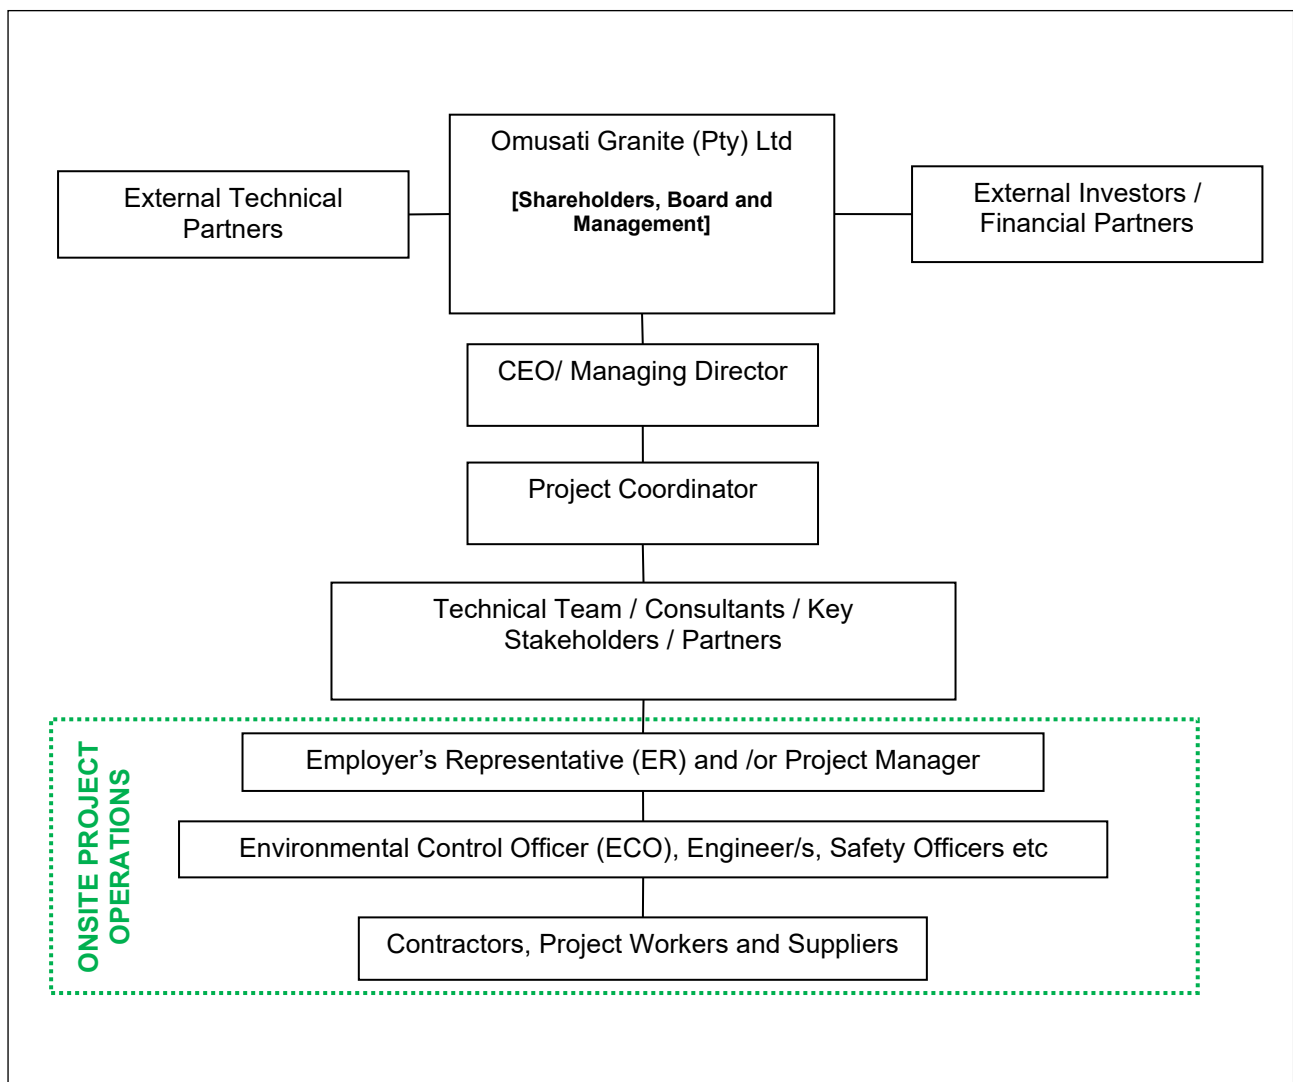 Omusati Granite (Pty) Ltd
[Shareholders, Board and
Management]
External Technical
Partners
External Investors /
Financial Partners
CEO/ Managing Director
Project Coordinator
Technical Team / Consultants / Key
Stakeholders / Partners
ONSITE PROJECT
OPERATIONS
Employer’s Representative (ER) and /or Project Manager
Environmental Control Officer (ECO), Engineer/s, Safety Officers etc
Contractors, Project Workers and Suppliers